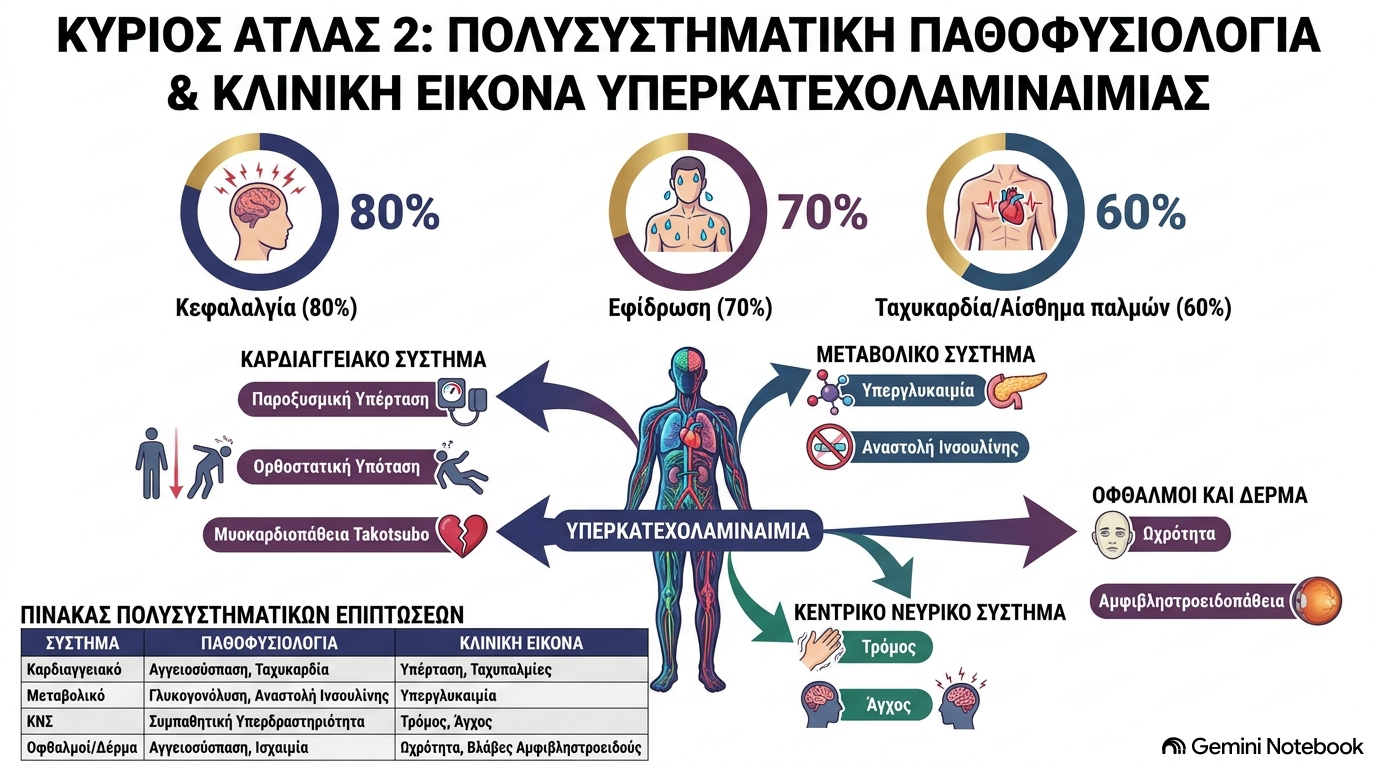 ΚΥΡΙΟΣ ΑΤΛΑΣ 2: ΠΟΛΥΣΥΣΤΗΜΑΤΙΚΗ ΠΑΘΟΦΥΣΙΟΛΟΓΙΑ
& ΚΛΙΝΙΚΗ ΕΙΚΟΝΑ ΥΠΕΡΚΑΤΕΧΟΛΑΜΙΝΑΙΜΙΑΣ
80%
Κεφαλαλγία (80%)
70%
Εφίδρωση (70%)
60%
Ταχυκαρδία/Αίσθημα παλμών (60%)
ΚΑΡΔΙΑΓΓΕΙΑΚΟ ΣΥΣΤΗΜΑ
Παροξυσμική Υπέρταση
Ορθοστατική Υπόταση
??
Μυοκαρδιοπάθεια Takotsubo
ΜΕΤΑΒΟΛΙΚΟ ΣΥΣΤΗΜΑ
Υπεργλυκαιμία
Αναστολή Ινσουλίνης
ΥΠΕΡΚΑΤΕΧΟΛΑΜΙΝΑΙΜΙΑ
ΟΦΘΑΛΜΟΙ ΚΑΙ ΔΕΡΜΑ
Ωχρότητα
Αμφιβληστροειδοπάθεια
ΚΕΝΤΡΙΚΟ ΝΕΥΡΙΚΟ ΣΥΣΤΗΜΑ
Τρόμος
Άγχος
ΠΙΝΑΚΑΣ ΠΟΛΥΣΥΣΤΗΜΑΤΙΚΩΝ ΕΠΙΠΤΩΣΕΩΝ
ΣΥΣΤΗΜΑ ΠΑΘΟΦΥΣΙΟΛΟΓΙΑ ΚΛΙΝΙΚΗ ΕΙΚΟΝΑ
Καρδιαγγειακό Αγγειοσύσπαση, Ταχυκαρδία Υπέρταση, Ταχυπαλμίες
Μεταβολικό Γλυκογονόλυση, Αναστολή Ινσουλίνης Υπεργλυκαιμία
ΚΝΣ Συμπαθητική Υπερδραστηριότητα Τρόμος, Άγχος
Οφθαλμοί/Δέρμα Αγγειοσύσπαση, Ισχαιμία Ωχρότητα, Βλάβες Αμφιβληστροειδούς
Gemini Notebook